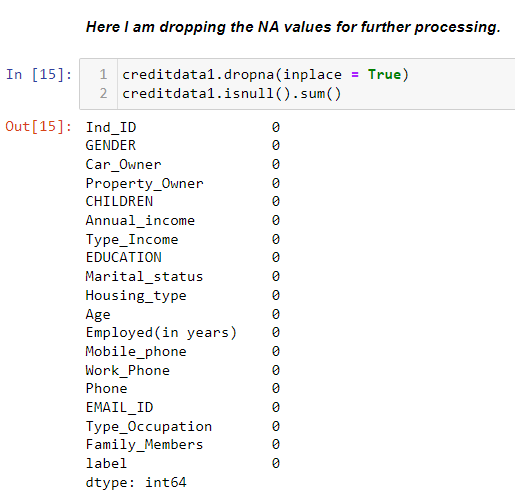 Here I am dropping the NA values for further processing.
In [15]: 1 creditdata1.dropna(inplace = True)
2 creditdata1.isnull().sum()
Out[15]: Ind_ID 0
GENDER 0
Car_Owner 0
Property_Owner 0
CHILDREN 0
Annual_income 0
Type_Income 0
EDUCATION 0
Marital_status 0
Housing_type 0
Age 0
Employed(in years) 0
Mobile_phone 0
Work_Phone 0
Phone 0
EMAIL_ID 0
Type_Occupation 0
Family_Members 0
label 0
dtype: int64